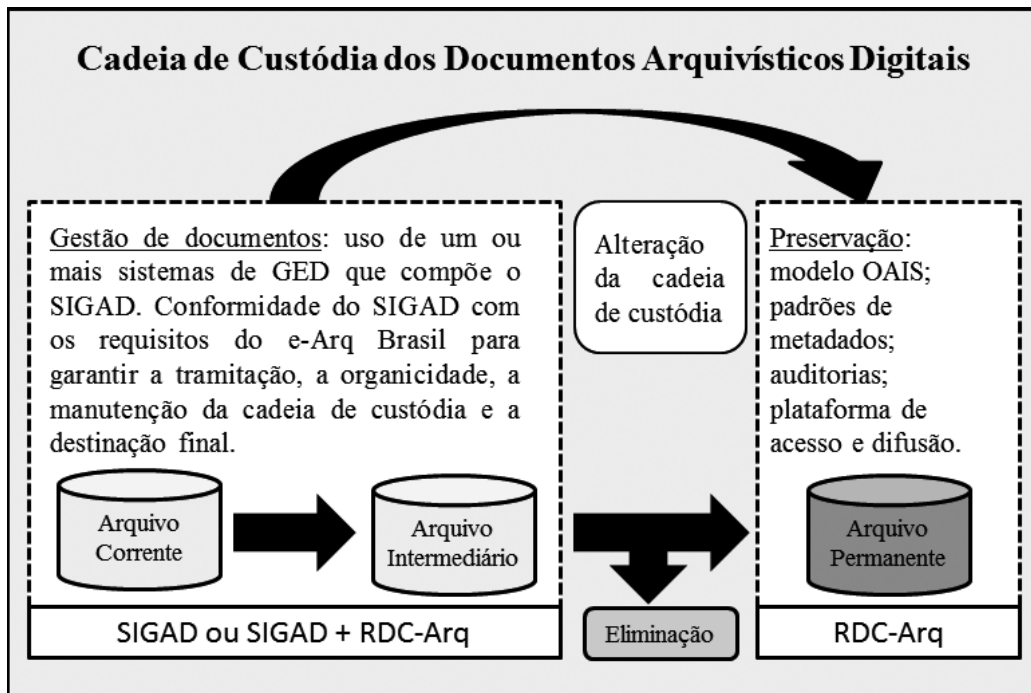 Cadeia de Custódia dos Documentos Arquivísticos Digitais
Gestão de documentos: uso de um ou
mais sistemas de GED que compõe o
SIGAD. Conformidade do SIGAD com
os requisitos do e-Arq Brasil para
garantir a tramitação, a organicidade, a
manutenção da cadeia de custódia e a
destinação final.
Arquivo
Corrente
Arquivo
Intermediário
SIGAD ou SIGAD + RDC-Arq
Alteração
da cadeia
de custódia
Eliminação
Preservação:
modelo OAIS;
padrões de
metadados;
auditorias;
plataforma de
acesso e difusão.
Arquivo
Permanente
RDC-Arq